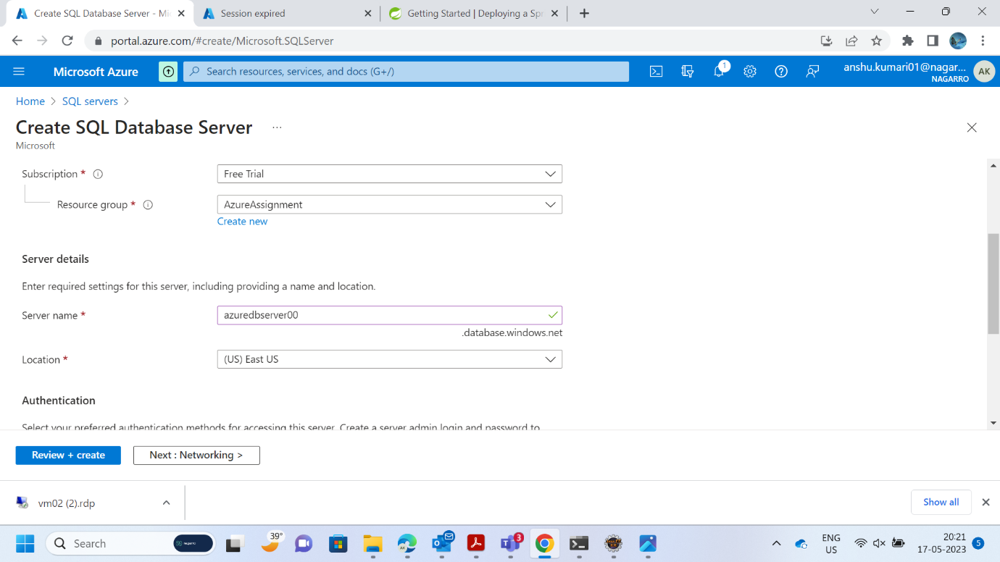 Create SQL Database Server - Mi
Session expired
Getting Started | Deploying a Spr
portal.azure.com/#create/Microsoft.SQLServer
Microsoft Azure
Search resources, services, and docs (G+/)
1
anshu.kumari01@nagar...
NAGARRO
AK
Home > SQL servers >
Create SQL Database Server ...
Microsoft
Subscription * 
Free Trial
Resource group *
AzureAssignment
Create new
Server details
Enter required settings for this server, including providing a name and location.
Server name *
azuredbserver00
.database.windows.net
Location *
(US) East US
Authentication
Select your preferred authentication methods for accessing this server. Create a server admin login and password to
Review + create
Next : Networking >
vm02 (2).rdp
Show all
Search
nagarro
39°
AK
3
ENG
US
20:21
17-05-2023
5